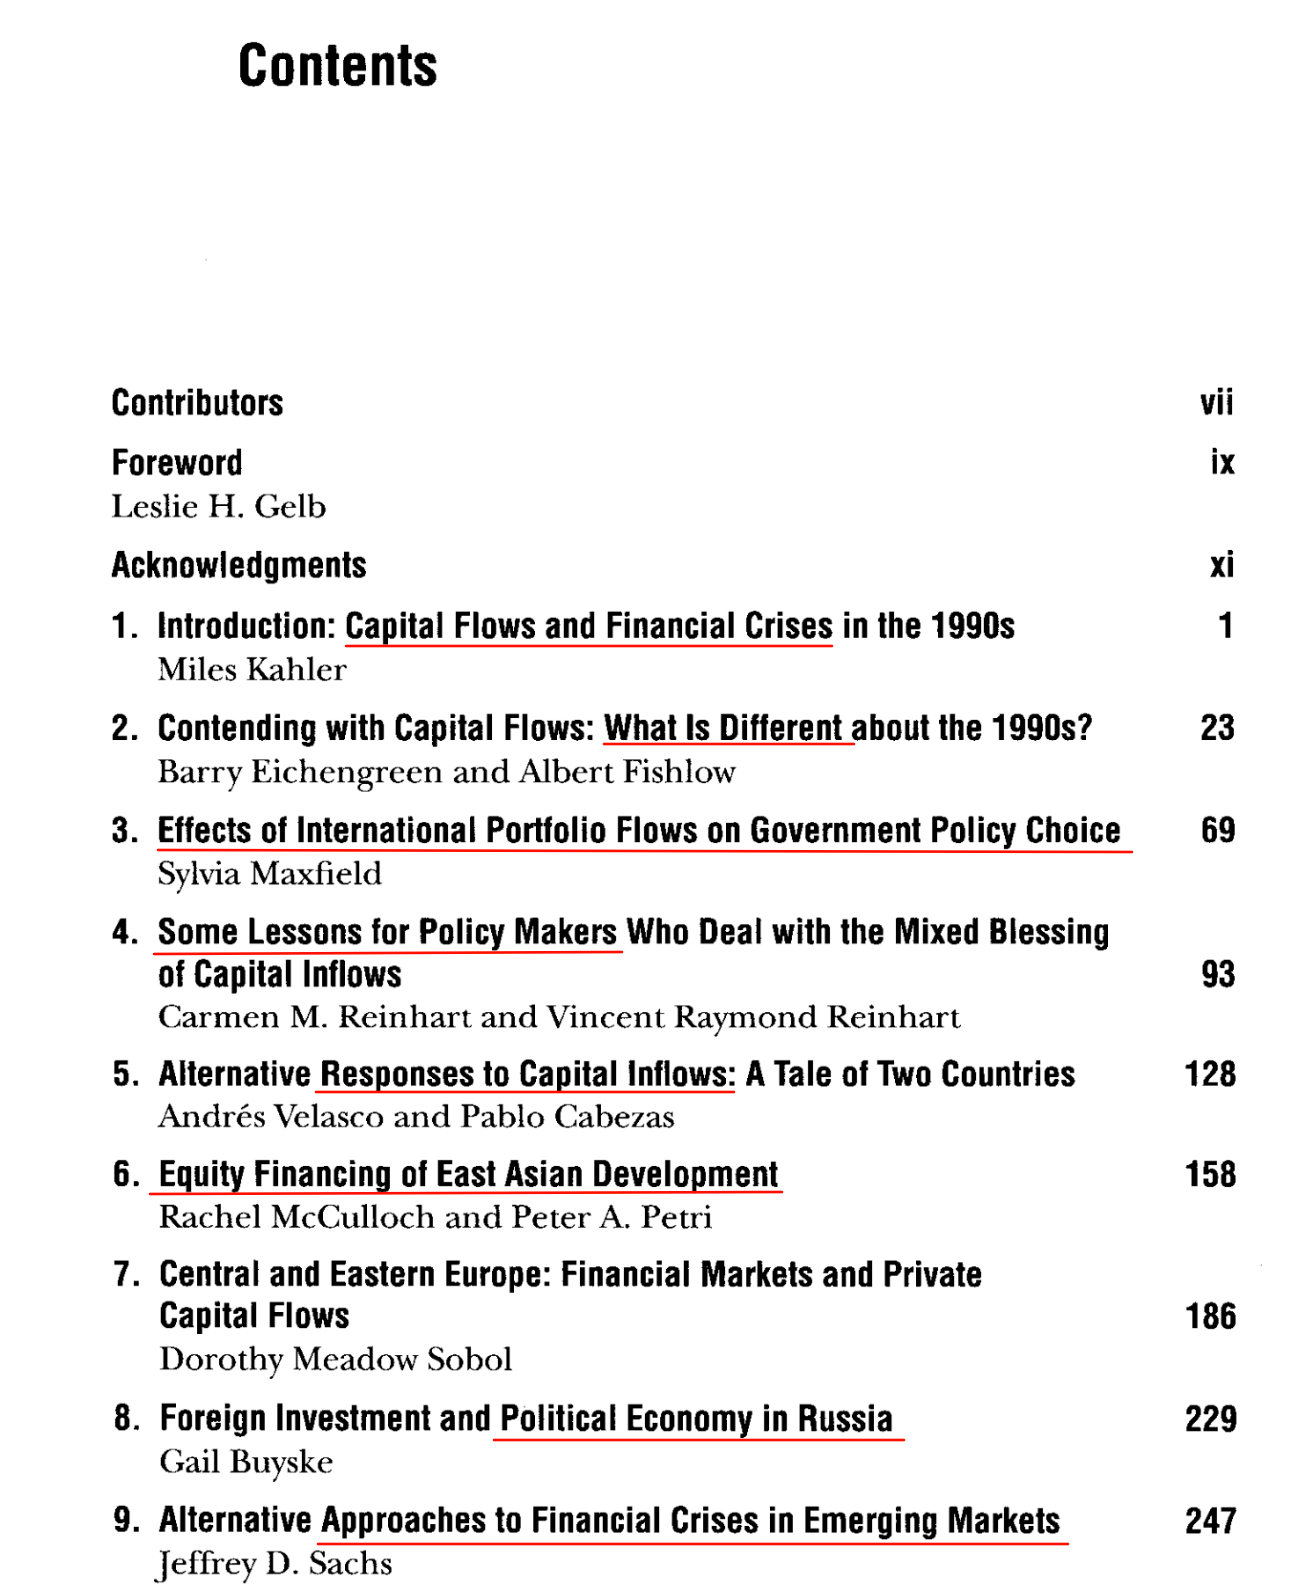 Contents
Contributors vii
Foreword ix
Leslie H. Gelb
Acknowledgments xi
1. Introduction: Capital Flows and Financial Crises in the 1990s 1
Miles Kahler
2. Contending with Capital Flows: What Is Different about the 1990s? 23
Barry Eichengreen and Albert Fishlow
3. Effects of International Portfolio Flows on Government Policy Choice 69
Sylvia Maxfield
4. Some Lessons for Policy Makers Who Deal with the Mixed Blessing
of Capital Inflows 93
Carmen M. Reinhart and Vincent Raymond Reinhart
5. Alternative Responses to Capital Inflows: A Tale of Two Countries 128
Andrés Velasco and Pablo Cabezas
6. Equity Financing of East Asian Development 158
Rachel McCulloch and Peter A. Petri
7. Central and Eastern Europe: Financial Markets and Private
Capital Flows 186
Dorothy Meadow Sobol
8. Foreign Investment and Political Economy in Russia 229
Gail Buyske
9. Alternative Approaches to Financial Crises in Emerging Markets 247
Jeffrey D. Sachs